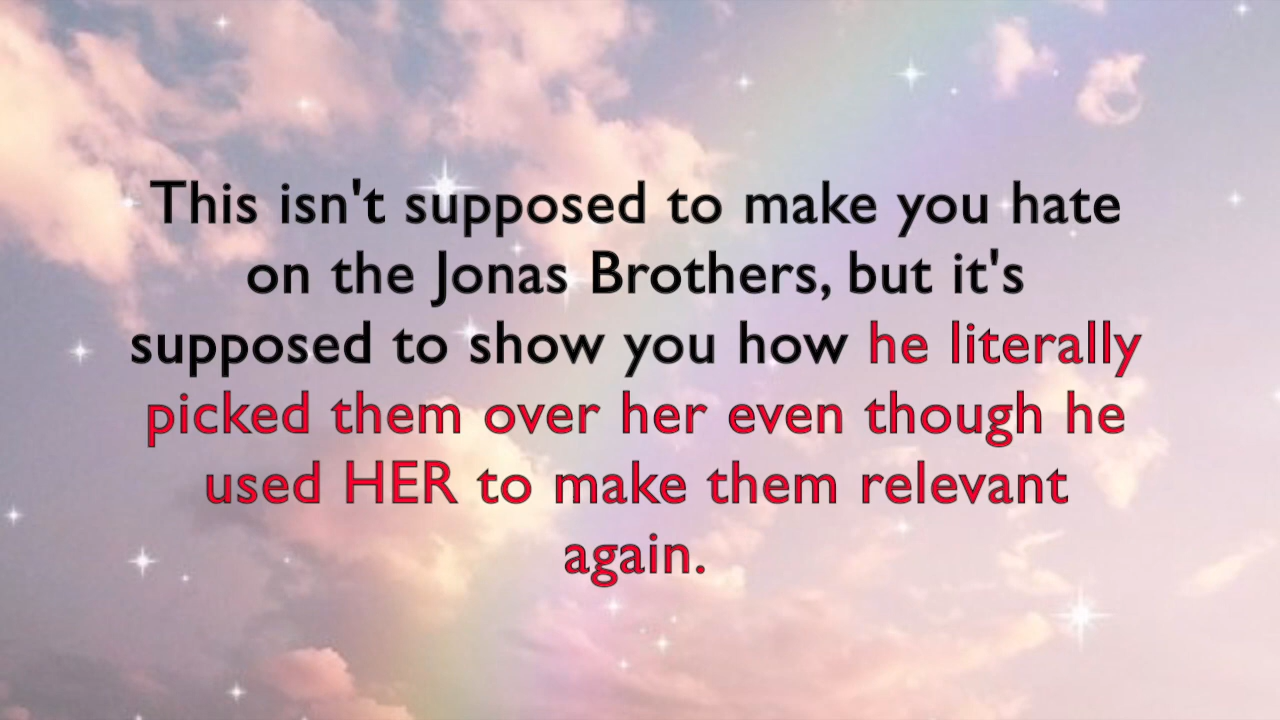 This isn't supposed to make you hate
on the Jonas Brothers, but it's
supposed to show you how he literally
picked them over her even though he
used HER to make them relevant
again.